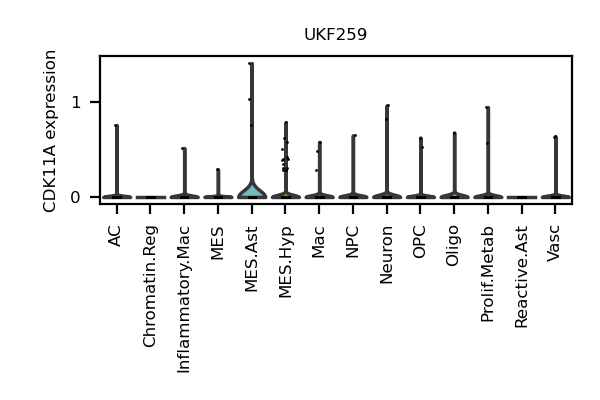 UKF259
CDK11A expression
1
0
AC
Chromatin.Reg
Inflammatory.Mac
MES
MES.Ast
MES.Hyp
Mac
NPC
Neuron
OPC
Oligo
Prolif.Metab
Reactive.Ast
Vasc